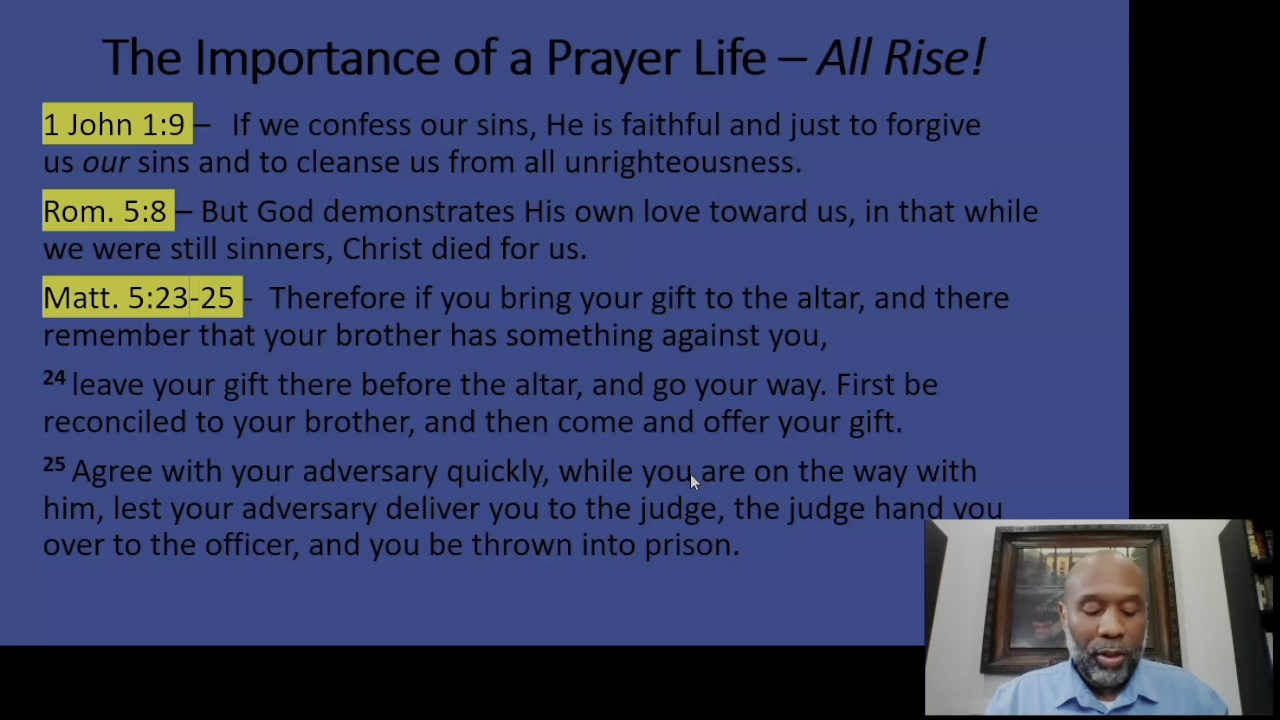 The Importance of a Prayer Life – All Rise!
1 John 1:9 – If we confess our sins, He is faithful and just to forgive
us our sins and to cleanse us from all unrighteousness.
Rom. 5:8 – But God demonstrates His own love toward us, in that while
we were still sinners, Christ died for us.
Matt. 5:23-25 - Therefore if you bring your gift to the altar, and there
remember that your brother has something against you,
24 leave your gift there before the altar, and go your way. First be
reconciled to your brother, and then come and offer your gift.
25 Agree with your adversary quickly, while you are on the way with
him, lest your adversary deliver you to the judge, the judge hand you
over to the officer, and you be thrown into prison.